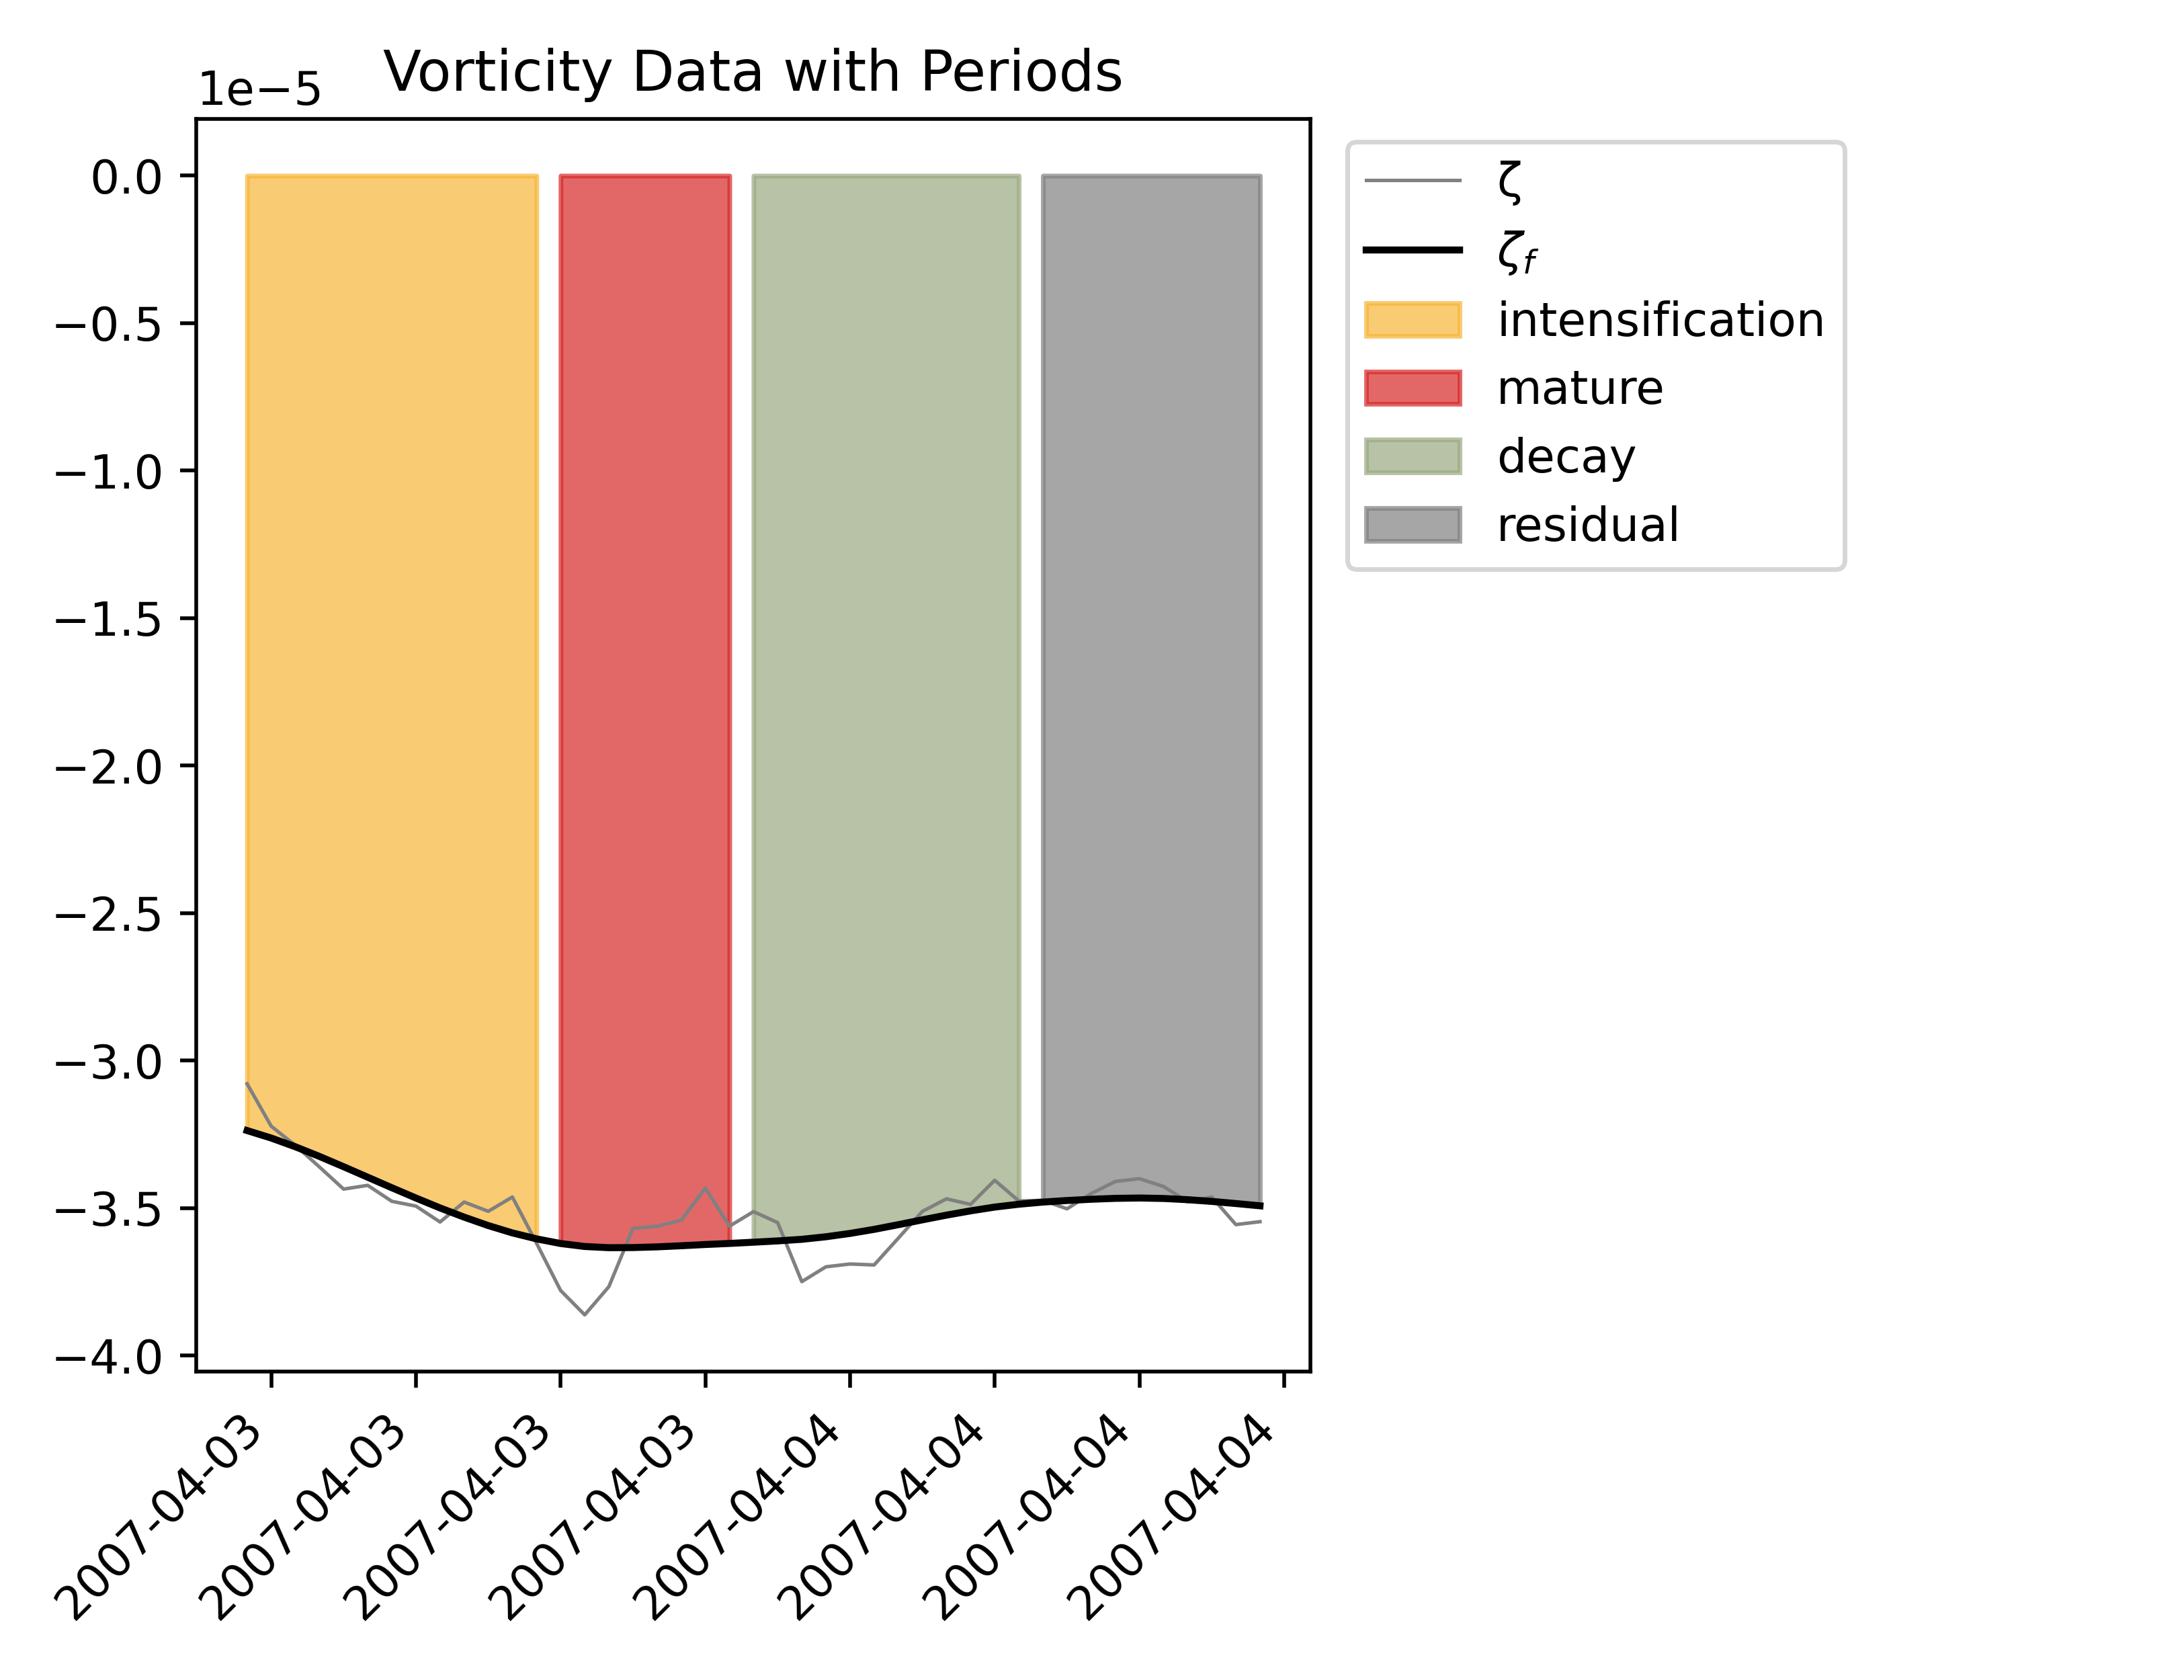 Vorticity Data with Periods
1e−5
0.0
−0.5
−1.0
−1.5
−2.0
−2.5
−3.0
−3.5
−4.0
2007-04-03
2007-04-03
2007-04-03
2007-04-03
2007-04-04
2007-04-04
2007-04-04
2007-04-04
ζ
ζf
intensification
mature
decay
residual